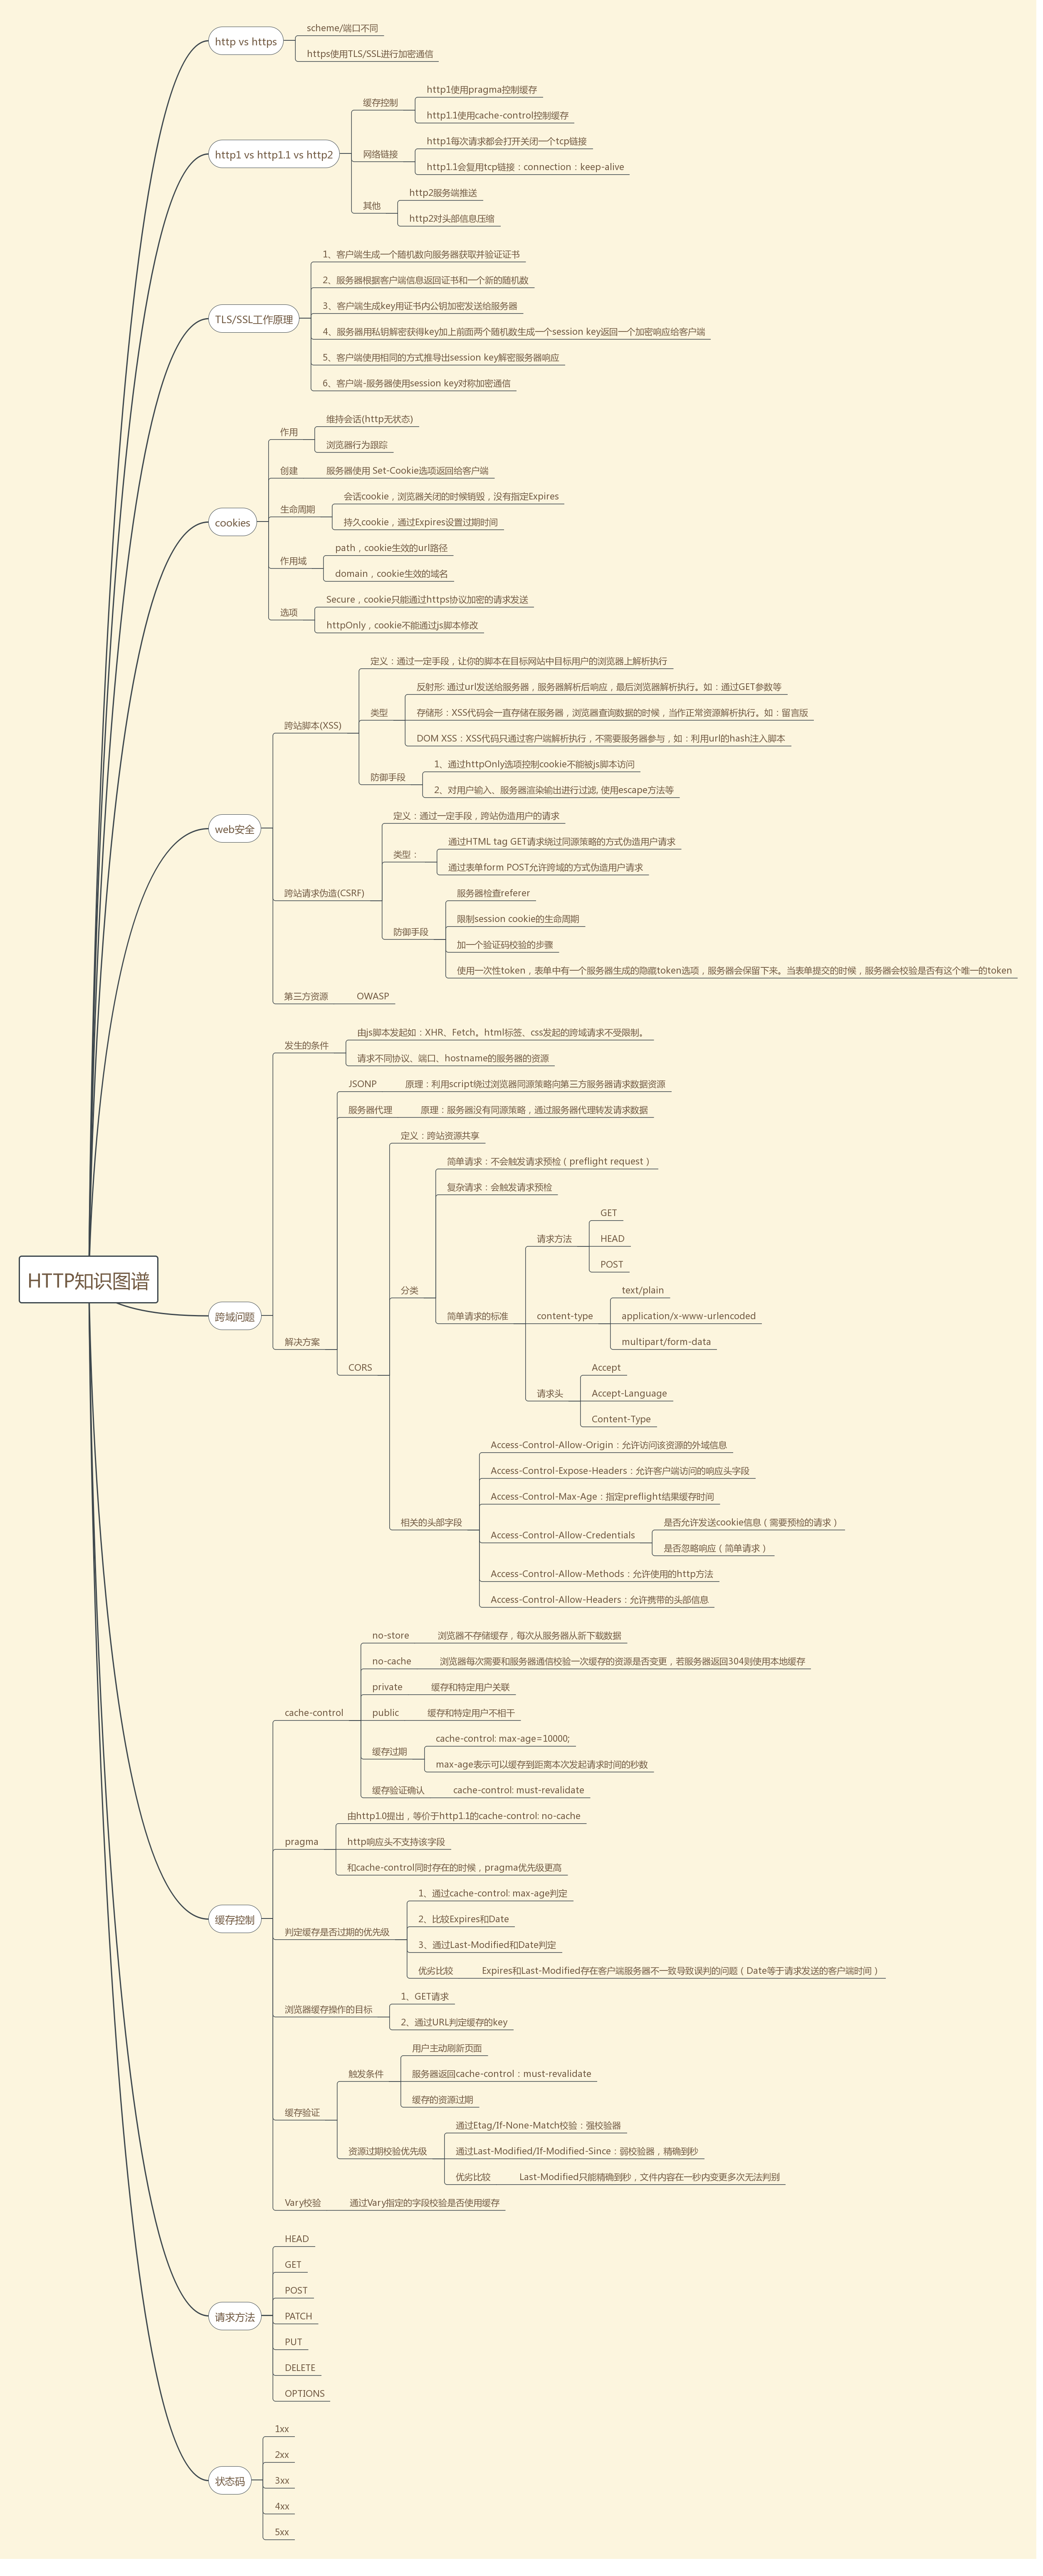 HTTP知识图谱
http vs https
scheme/端口不同
https使用TLS/SSL进行加密通信
http1 vs http1.1 vs http2
缓存控制
http1使用pragma控制缓存
http1.1使用cache-control控制缓存
网络链接
http1每次请求都会打开关闭一个tcp链接
http1.1会复用tcp链接：connection：keep-alive
其他
http2服务端推送
http2对头部信息压缩
TLS/SSL工作原理
1、客户端生成一个随机数向服务器获取并验证证书
2、服务器根据客户端信息返回证书和一个新的随机数
3、客户端生成key用证书内公钥加密发送给服务器
4、服务器用私钥解密获得key加上前面两个随机数生成一个session key返回一个加密响应给客户端
5、客户端使用相同的方式推导出session key解密服务器响应
6、客户端-服务器使用session key对称加密通信
cookies
作用
维持会话(http无状态)
浏览器行为跟踪
创建
服务器使用 Set-Cookie选项返回给客户端
生命周期
会话cookie，浏览器关闭的时候销毁，没有指定Expires
持久cookie，通过Expires设置过期时间
作用域
path，cookie生效的url路径
domain，cookie生效的域名
选项
Secure，cookie只能通过https协议加密的请求发送
httpOnly，cookie不能通过js脚本修改
web安全
跨站脚本(XSS)
定义：通过一定手段，让你的脚本在目标网站中目标用户的浏览器上解析执行
类型
反射形: 通过url发送给服务器，服务器解析后响应，最后浏览器解析执行。如：通过GET参数等
存储形：XSS代码会一直存储在服务器，浏览器查询数据的时候，当作正常资源解析执行。如：留言版
DOM XSS：XSS代码只通过客户端解析执行，不需要服务器参与，如：利用url的hash注入脚本
防御手段
1、通过httpOnly选项控制cookie不能被js脚本访问
2、对用户输入、服务器渲染输出进行过滤, 使用escape方法等
跨站请求伪造(CSRF)
定义：通过一定手段，跨站伪造用户的请求
类型：
通过HTML tag GET请求绕过同源策略的方式伪造用户请求
通过表单form POST允许跨域的方式伪造用户请求
防御手段
服务器检查referer
限制session cookie的生命周期
加一个验证码校验的步骤
使用一次性token，表单中有一个服务器生成的隐藏token选项，服务器会保留下来。当表单提交的时候，服务器会校验是否有这个唯一的token
第三方资源
OWASP
跨域问题
发生的条件
由js脚本发起如：XHR、Fetch。html标签、css发起的跨域请求不受限制。
请求不同协议、端口、hostname的服务器的资源
解决方案
JSONP
原理：利用script绕过浏览器同源策略向第三方服务器请求数据资源
服务器代理
原理：服务器没有同源策略，通过服务器代理转发请求数据
CORS
定义：跨站资源共享
分类
简单请求：不会触发请求预检（preflight request）
复杂请求：会触发请求预检
简单请求的标准
请求方法
GET
HEAD
POST
content-type
text/plain
application/x-www-urlencoded
multipart/form-data
请求头
Accept
Accept-Language
Content-Type
相关的头部字段
Access-Control-Allow-Origin：允许访问该资源的外域信息
Access-Control-Expose-Headers：允许客户端访问的响应头字段
Access-Control-Max-Age：指定preflight结果缓存时间
Access-Control-Allow-Credentials
是否允许发送cookie信息（需要预检的请求）
是否忽略响应（简单请求）
Access-Control-Allow-Methods：允许使用的http方法
Access-Control-Allow-Headers：允许携带的头部信息
缓存控制
cache-control
no-store
浏览器不存储缓存，每次从服务器从新下载数据
no-cache
浏览器每次需要和服务器通信校验一次缓存的资源是否变更，若服务器返回304则使用本地缓存
private
缓存和特定用户关联
public
缓存和特定用户不相干
缓存过期
cache-control: max-age=10000;
max-age表示可以缓存到距离本次发起请求时间的秒数
缓存验证确认
cache-control: must-revalidate
pragma
由http1.0提出，等价于http1.1的cache-control: no-cache
http响应头不支持该字段
和cache-control同时存在的时候，pragma优先级更高
判定缓存是否过期的优先级
1、通过cache-control: max-age判定
2、比较Expires和Date
3、通过Last-Modified和Date判定
优劣比较
Expires和Last-Modified存在客户端服务器不一致导致误判的问题（Date等于请求发送的客户端时间）
浏览器缓存操作的目标
1、GET请求
2、通过URL判定缓存的key
缓存验证
触发条件
用户主动刷新页面
服务器返回cache-control：must-revalidate
缓存的资源过期
资源过期校验优先级
通过Etag/If-None-Match校验：强校验器
通过Last-Modified/If-Modified-Since：弱校验器，精确到秒
优劣比较
Last-Modified只能精确到秒，文件内容在一秒内变更多次无法判别
Vary校验
通过Vary指定的字段校验是否使用缓存
请求方法
HEAD
GET
POST
PATCH
PUT
DELETE
OPTIONS
状态码
1xx
2xx
3xx
4xx
5xx